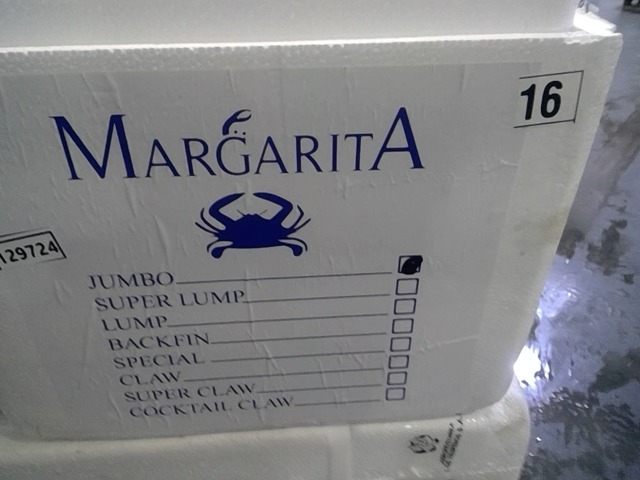 16
MARGARITA
129724
JUMBO
SUPER LUMP
LUMP
BACKFIN
SPECIAL
CLAW
SUPER CLAW
COCKTAIL CLAW